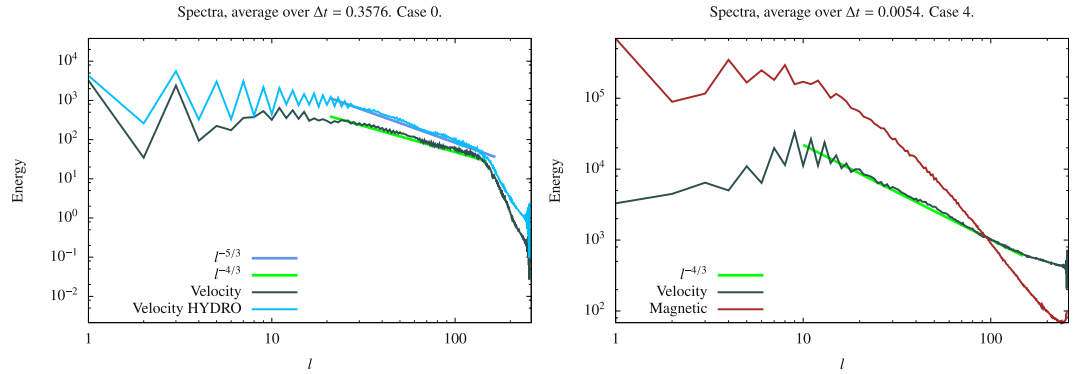 Spectra, average over Δt = 0.3576. Case 0.
10^4
10^3
10^2
10^1
10^0
10^−1
10^−2
Energy
l^−5/3
l^−4/3
Velocity
Velocity HYDRO
1
10
100
l
Spectra, average over Δt = 0.0054. Case 4.
10^5
10^4
10^3
10^2
Energy
l^−4/3
Velocity
Magnetic
1
10
100
l